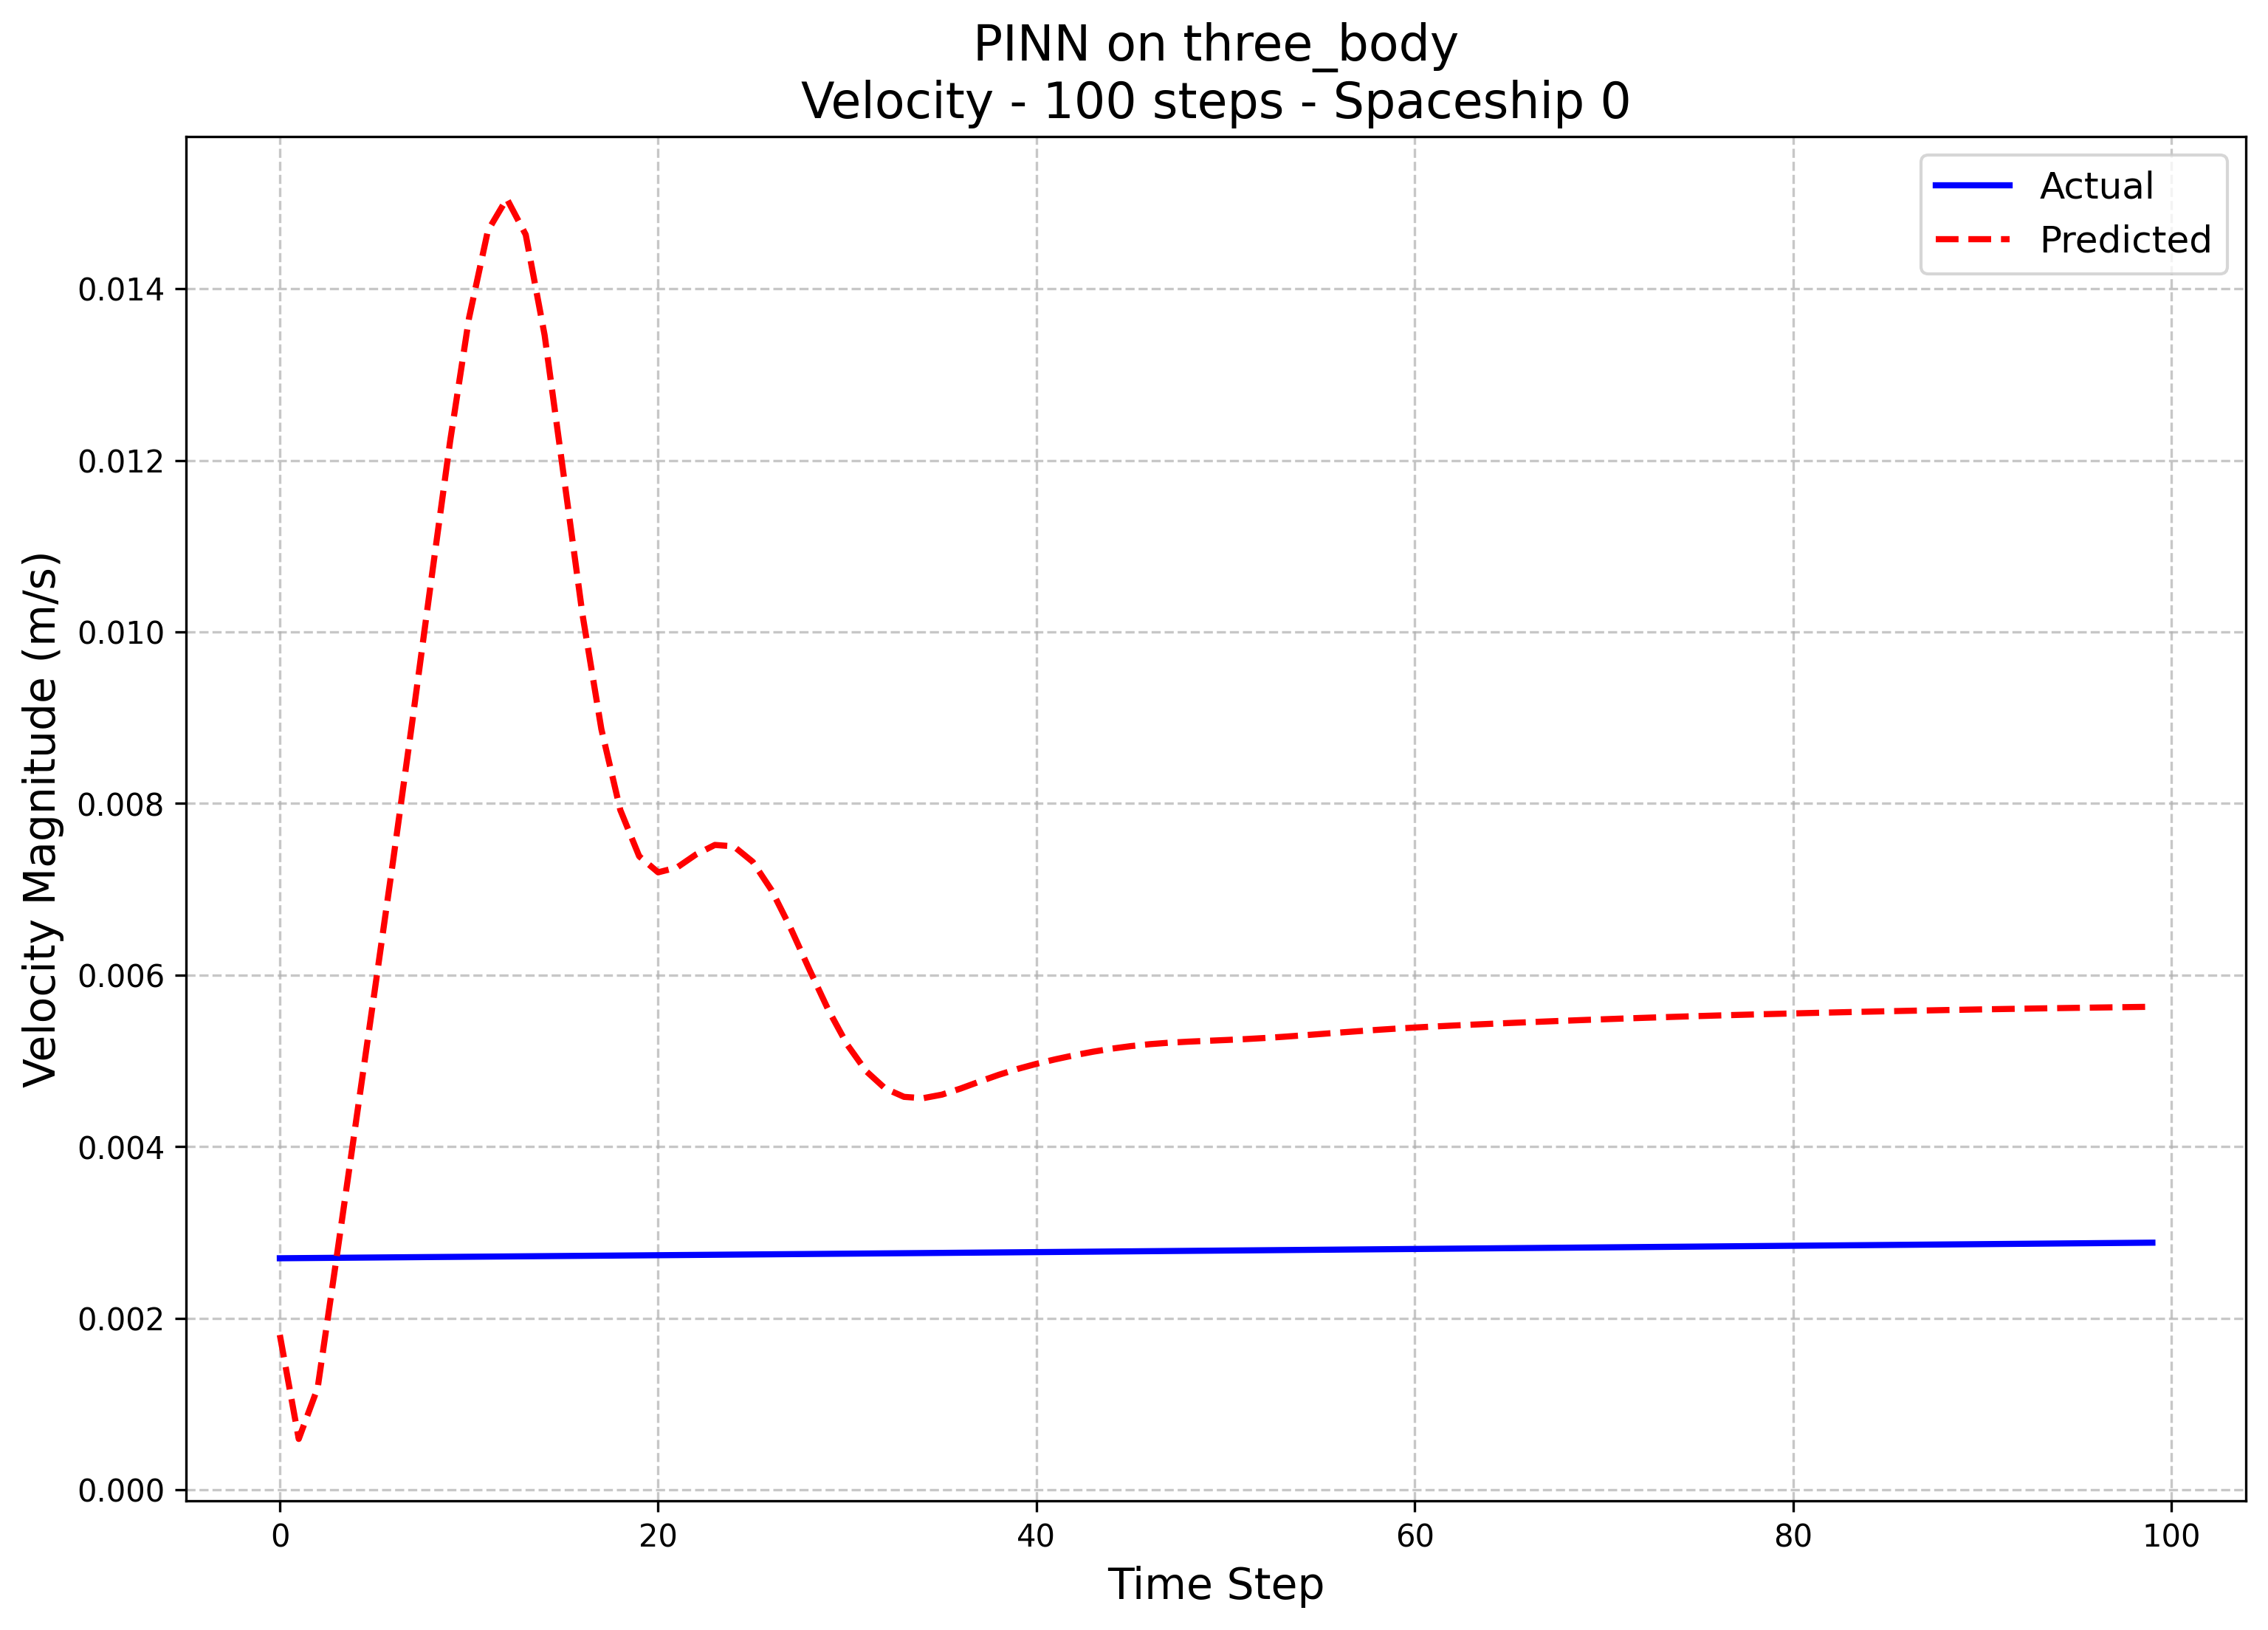 PINN on three_body
Velocity - 100 steps - Spaceship 0
Actual
Predicted
Velocity Magnitude (m/s)
0.014
0.012
0.010
0.008
0.006
0.004
0.002
0.000
0 20 40 60 80 100
Time Step